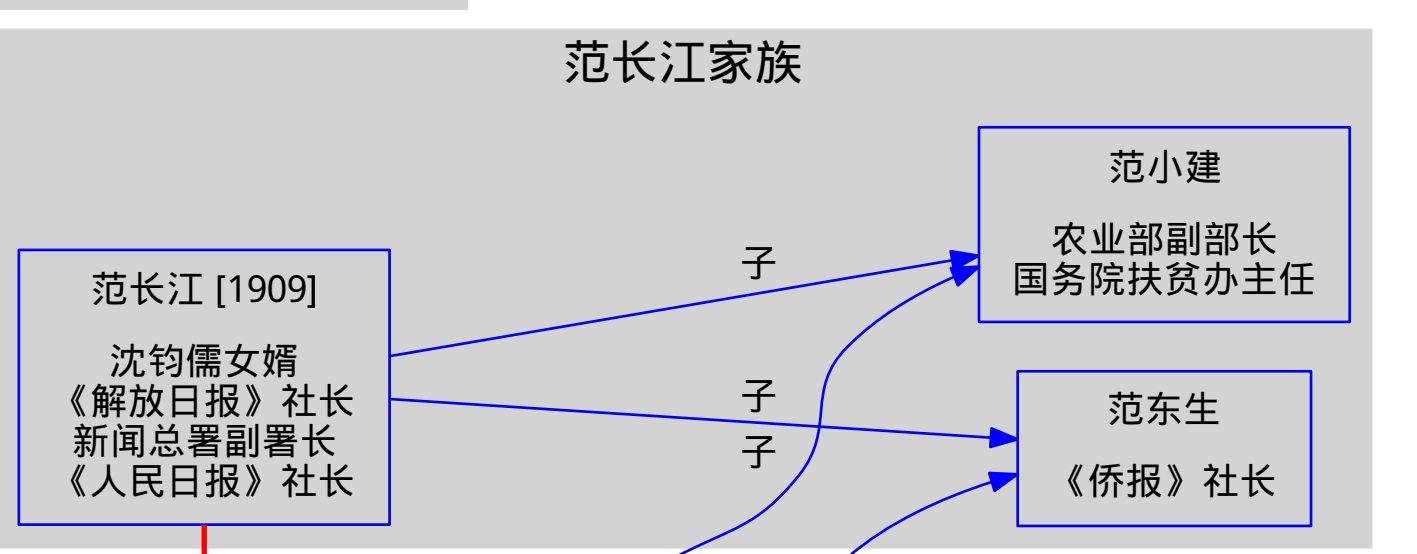 范长江家族
范小建
农业部副部长
国务院扶贫办主任
子
范长江 [1909]
沈钧儒女婿
《解放日报》社长
新闻总署副署长
《人民日报》社长
子
子
范东生
《侨报》社长